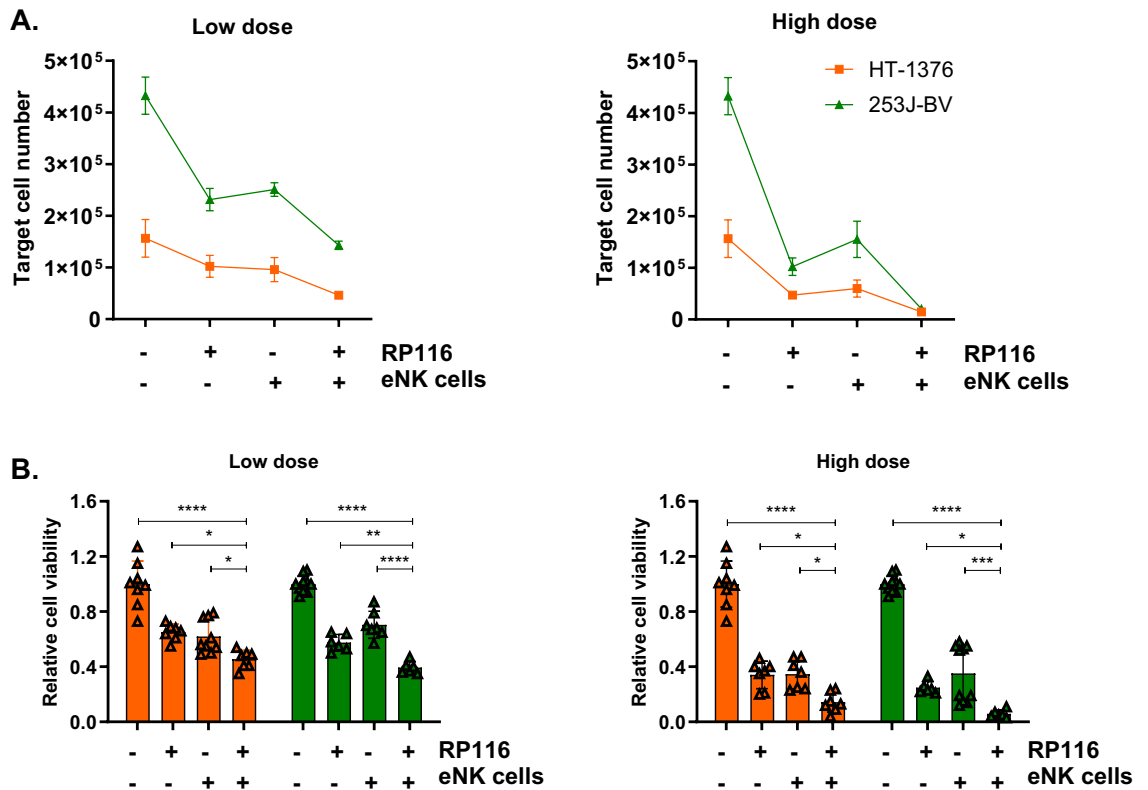 A.
Low dose
High dose
Target cell number
5×10⁵
4×10⁵
3×10⁵
2×10⁵
1×10⁵
0
- + - +
RP116
- - + +
eNK cells
Target cell number
5×10⁵
4×10⁵
3×10⁵
2×10⁵
1×10⁵
0
HT-1376
253J-BV
- + - +
RP116
- - + +
eNK cells
B.
Low dose
High dose
Relative cell viability
1.6
1.2
0.8
0.4
0.0
**** ****
* **
* ****
- + - + - + - +
RP116
- - + + - - + +
eNK cells
Relative cell viability
1.6
1.2
0.8
0.4
0.0
**** ****
* *
* ***
- + - + - + - +
RP116
- - + + - - + +
eNK cells